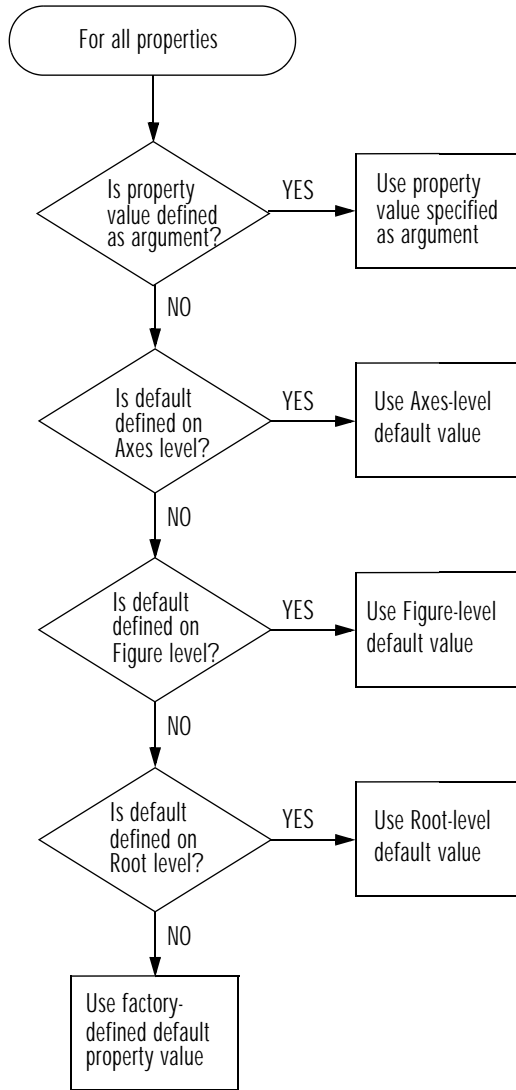 For all properties
Is property
value defined
as argument?
YES
Use property
value specified
as argument
NO
Is default
defined on
Axes level?
YES
Use Axes-level
default value
NO
Is default
defined on
Figure level?
YES
Use Figure-level
default value
NO
Is default
defined on
Root level?
YES
Use Root-level
default value
NO
Use factory-
defined default
property value